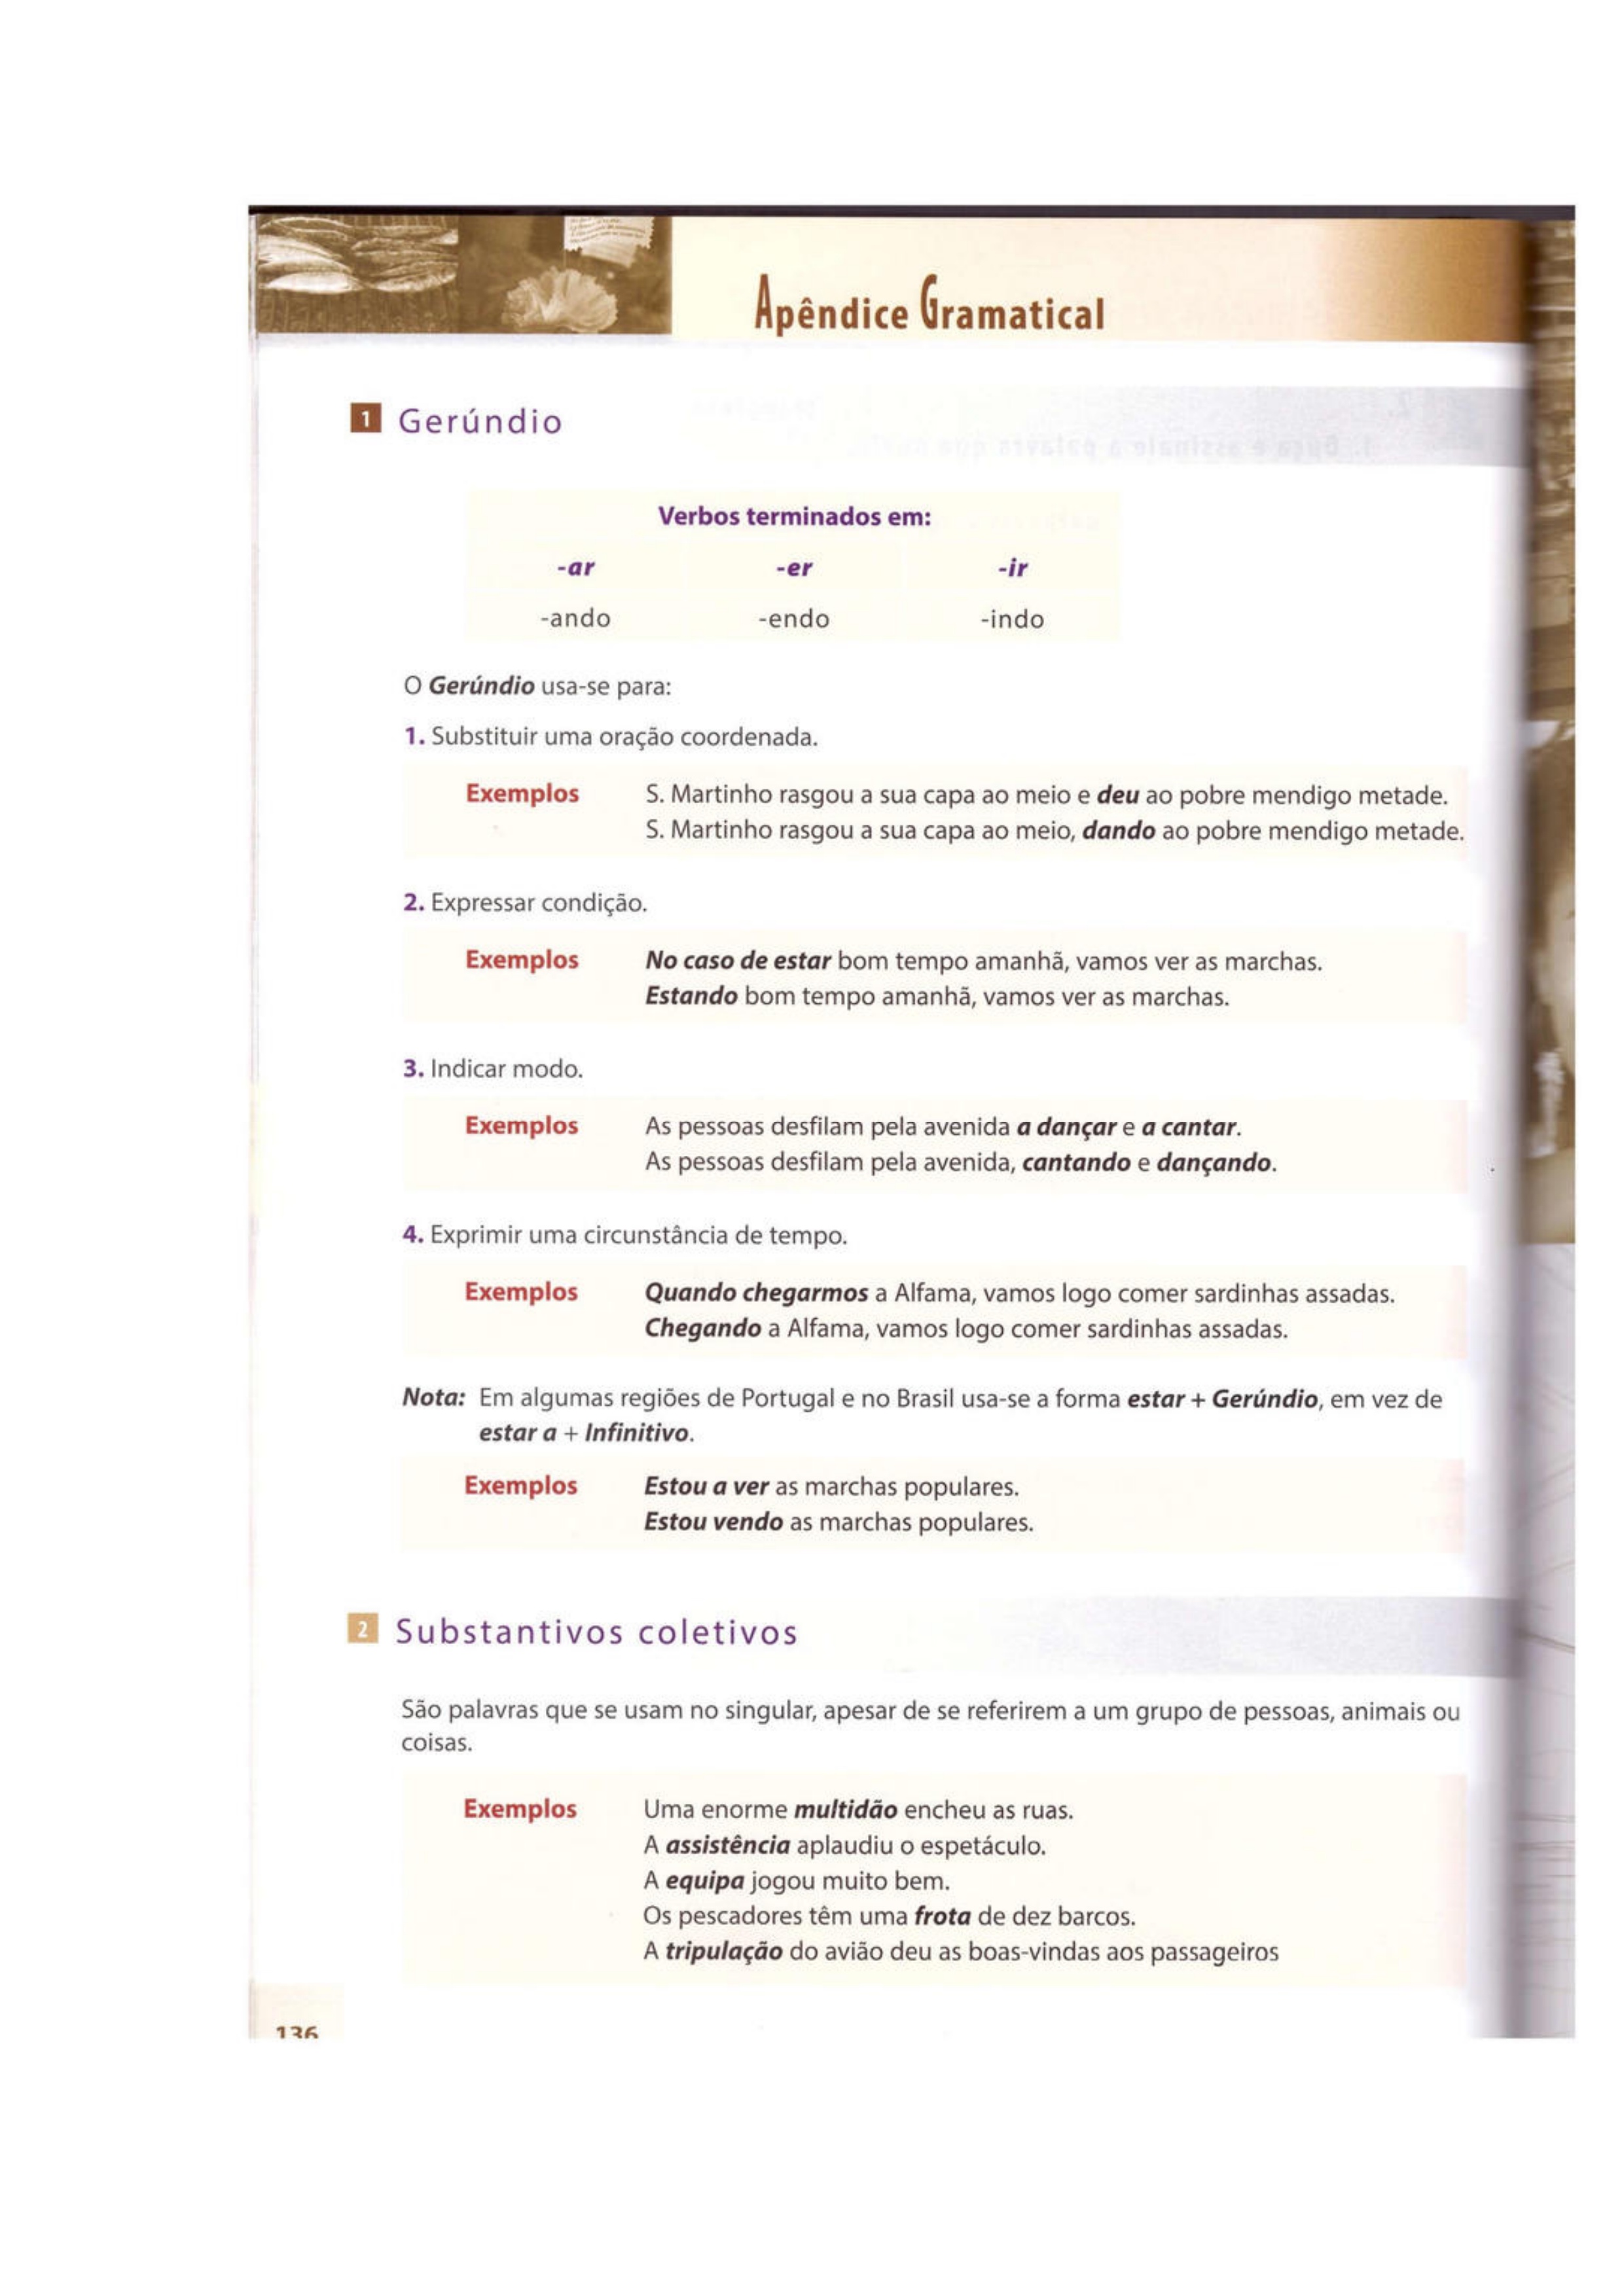 Apêndice Gramatical
1 Gerúndio
Verbos terminados em:
-ar -er -ir
-ando -endo -indo
O Gerúndio usa-se para:
1. Substituir uma oração coordenada.
Exemplos S. Martinho rasgou a sua capa ao meio e deu ao pobre mendigo metade.
S. Martinho rasgou a sua capa ao meio, dando ao pobre mendigo metade.
2. Expressar condição.
Exemplos No caso de estar bom tempo amanhã, vamos ver as marchas.
Estando bom tempo amanhã, vamos ver as marchas.
3. Indicar modo.
Exemplos As pessoas desfilam pela avenida a dançar e a cantar.
As pessoas desfilam pela avenida, cantando e dançando.
4. Exprimir uma circunstância de tempo.
Exemplos Quando chegarmos a Alfama, vamos logo comer sardinhas assadas.
Chegando a Alfama, vamos logo comer sardinhas assadas.
Nota: Em algumas regiões de Portugal e no Brasil usa-se a forma estar + Gerúndio, em vez de
estar a + Infinitivo.
Exemplos Estou a ver as marchas populares.
Estou vendo as marchas populares.
2 Substantivos coletivos
São palavras que se usam no singular, apesar de se referirem a um grupo de pessoas, animais ou
coisas.
Exemplos Uma enorme multidão encheu as ruas.
A assistência aplaudiu o espetáculo.
A equipa jogou muito bem.
Os pescadores têm uma frota de dez barcos.
A tripulação do avião deu as boas-vindas aos passageiros
136